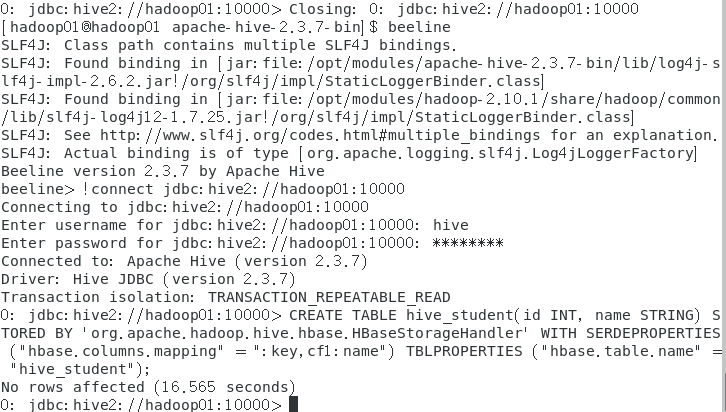 0: jdbc:hive2://hadoop01:10000> Closing: 0: jdbc:hive2://hadoop01:10000
[hadoop01@hadoop01 apache-hive-2.3.7-bin]$ beeline
SLF4J: Class path contains multiple SLF4J bindings.
SLF4J: Found binding in [jar:file:/opt/modules/apache-hive-2.3.7-bin/lib/log4j-s
lf4j-impl-2.6.2.jar!/org/slf4j/impl/StaticLoggerBinder.class]
SLF4J: Found binding in [jar:file:/opt/modules/hadoop-2.10.1/share/hadoop/common
/lib/slf4j-log4j12-1.7.25.jar!/org/slf4j/impl/StaticLoggerBinder.class]
SLF4J: See http://www.slf4j.org/codes.html#multiple_bindings for an explanation.
SLF4J: Actual binding is of type [org.apache.logging.slf4j.Log4jLoggerFactory]
Beeline version 2.3.7 by Apache Hive
beeline> !connect jdbc:hive2://hadoop01:10000
Connecting to jdbc:hive2://hadoop01:10000
Enter username for jdbc:hive2://hadoop01:10000: hive
Enter password for jdbc:hive2://hadoop01:10000: ********
Connected to: Apache Hive (version 2.3.7)
Driver: Hive JDBC (version 2.3.7)
Transaction isolation: TRANSACTION_REPEATABLE_READ
0: jdbc:hive2://hadoop01:10000> CREATE TABLE hive_student(id INT, name STRING) S
TORED BY 'org.apache.hadoop.hive.hbase.HBaseStorageHandler' WITH SERDEPROPERTIES
 ("hbase.columns.mapping" = ":key,cf1:name") TBLPROPERTIES ("hbase.table.name" =
 "hive_student");
No rows affected (16.565 seconds)
0: jdbc:hive2://hadoop01:10000>